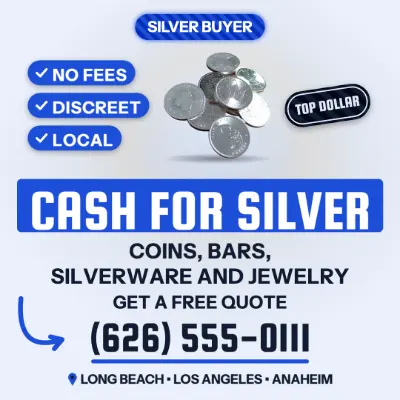 SILVER BUYER
NO FEES
DISCREET
LOCAL
TOP DOLLAR
CASH FOR SILVER
COINS, BARS,
SILVERWARE AND JEWELRY
GET A FREE QUOTE
(626) 555-0111
LONG BEACH • LOS ANGELES • ANAHEIM